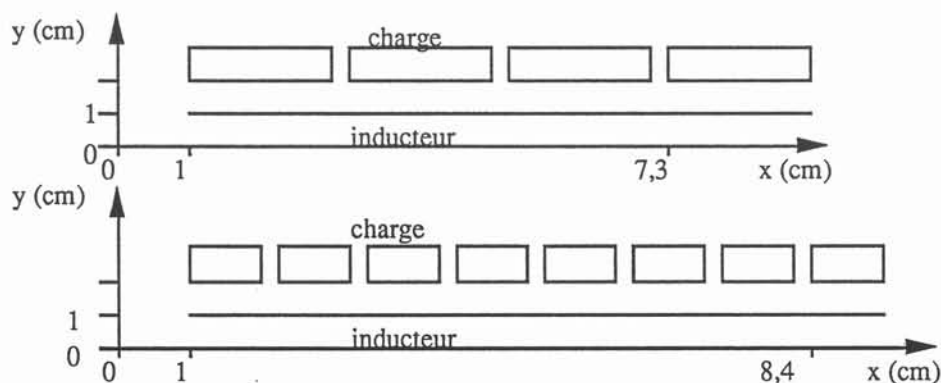 y (cm)
charge
1
inducteur
0
0 1 7,3 x (cm)
y (cm)
charge
1
inducteur
0
0 1 8,4 x (cm)